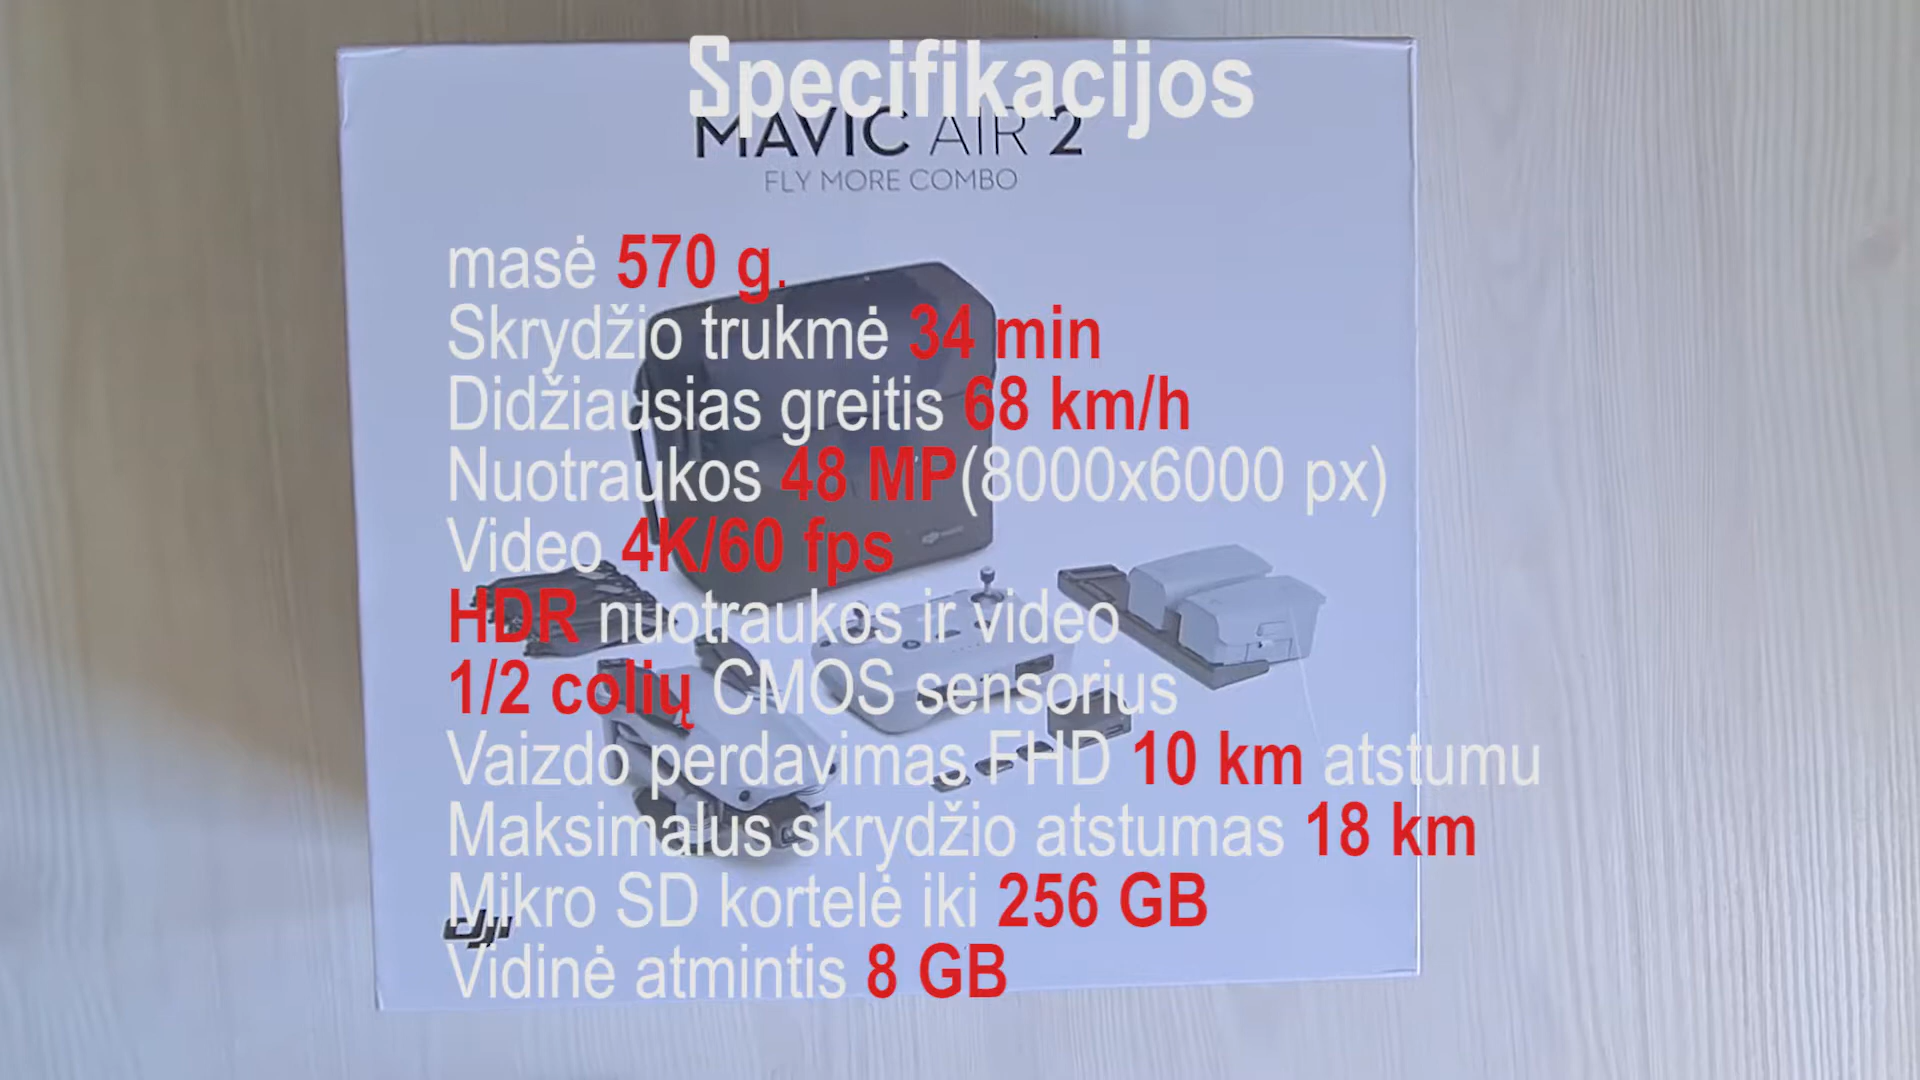 Specifikacijos
MAVIC AIR 2
FLY MORE COMBO
masė 570 g.
Skrydžio trukmė 34 min
Didžiausias greitis 68 km/h
Nuotraukos 48 MP(8000x6000 px)
Video 4K/60 fps
HDR nuotraukos ir video
1/2 colių CMOS sensorius
Vaizdo perdavimas FHD 10 km atstumu
Maksimalus skrydžio atstumas 18 km
Mikro SD kortelė iki 256 GB
dji
Vidinė atmintis 8 GB